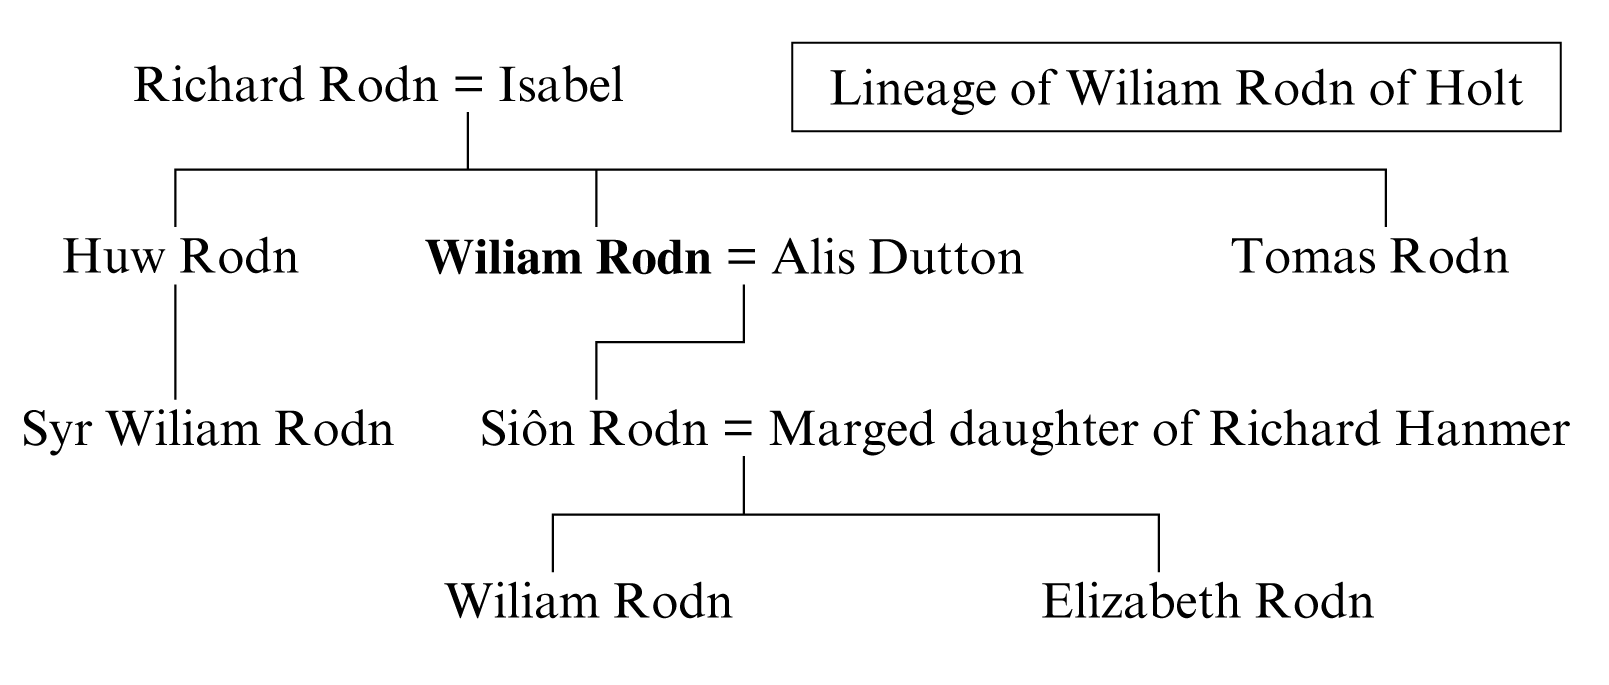 Richard Rodn = Isabel
Lineage of Wiliam Rodn of Holt
Huw Rodn
Wiliam Rodn = Alis Dutton
Tomas Rodn
Syr Wiliam Rodn
Siôn Rodn = Marged daughter of Richard Hanmer
Wiliam Rodn
Elizabeth Rodn